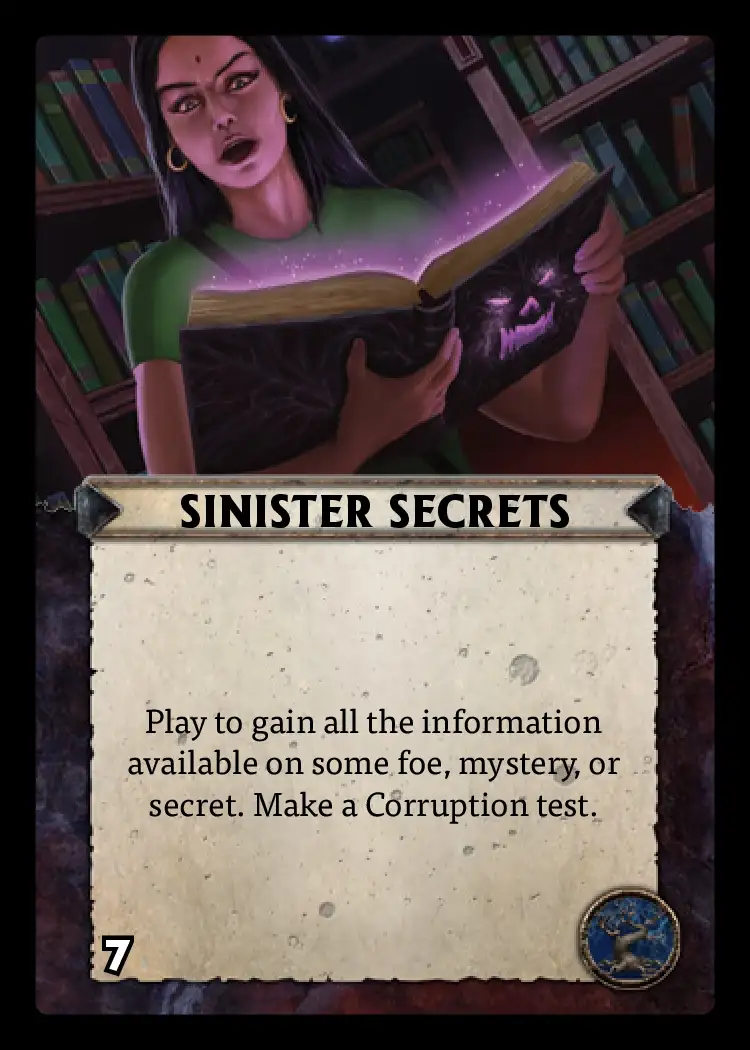 SINISTER SECRETS
Play to gain all the information
available on some foe, mystery, or
secret. Make a Corruption test.
7